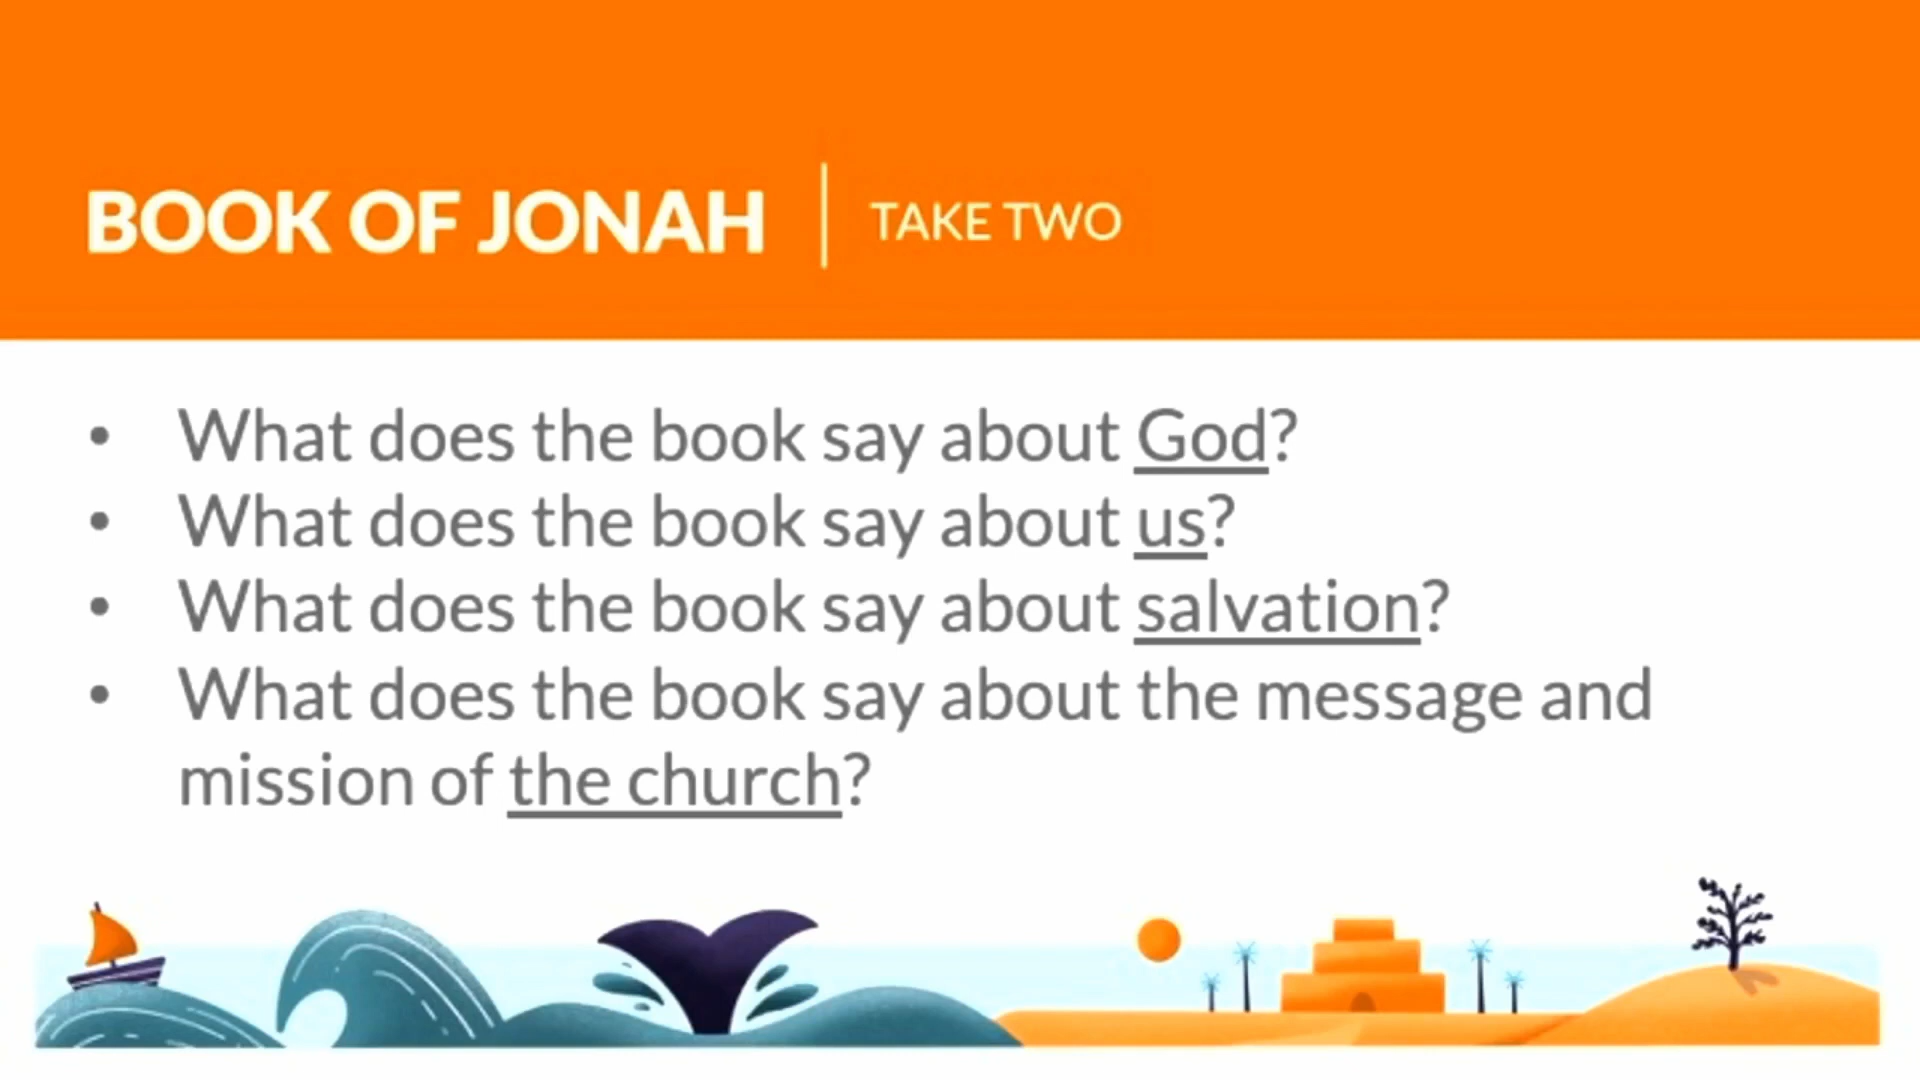 BOOK OF JONAH | TAKE TWO
• What does the book say about God?
• What does the book say about us?
• What does the book say about salvation?
• What does the book say about the message and
mission of the church?